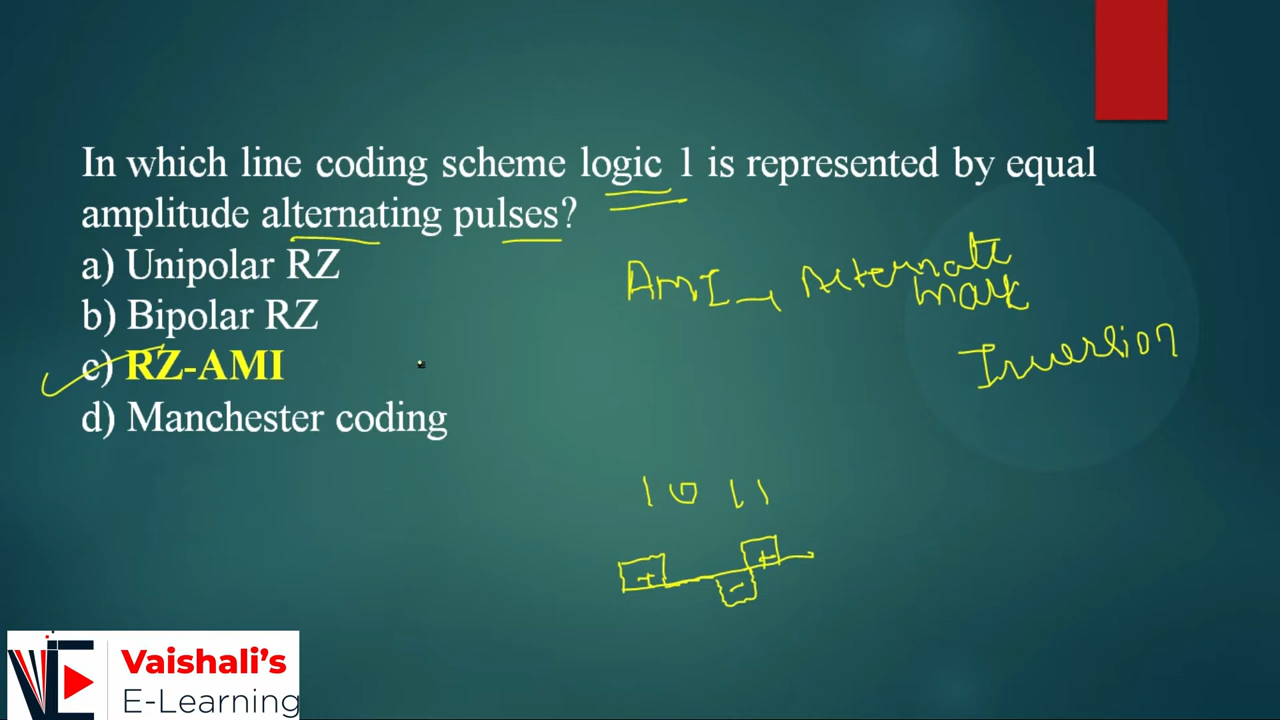 In which line coding scheme logic 1 is represented by equal
amplitude alternating pulses?
a) Unipolar RZ
b) Bipolar RZ
c) RZ-AMI
d) Manchester coding
AMI → Alternate
mark
Inversion
1 0 1 1
+ - +
Vaishali's
E-Learning